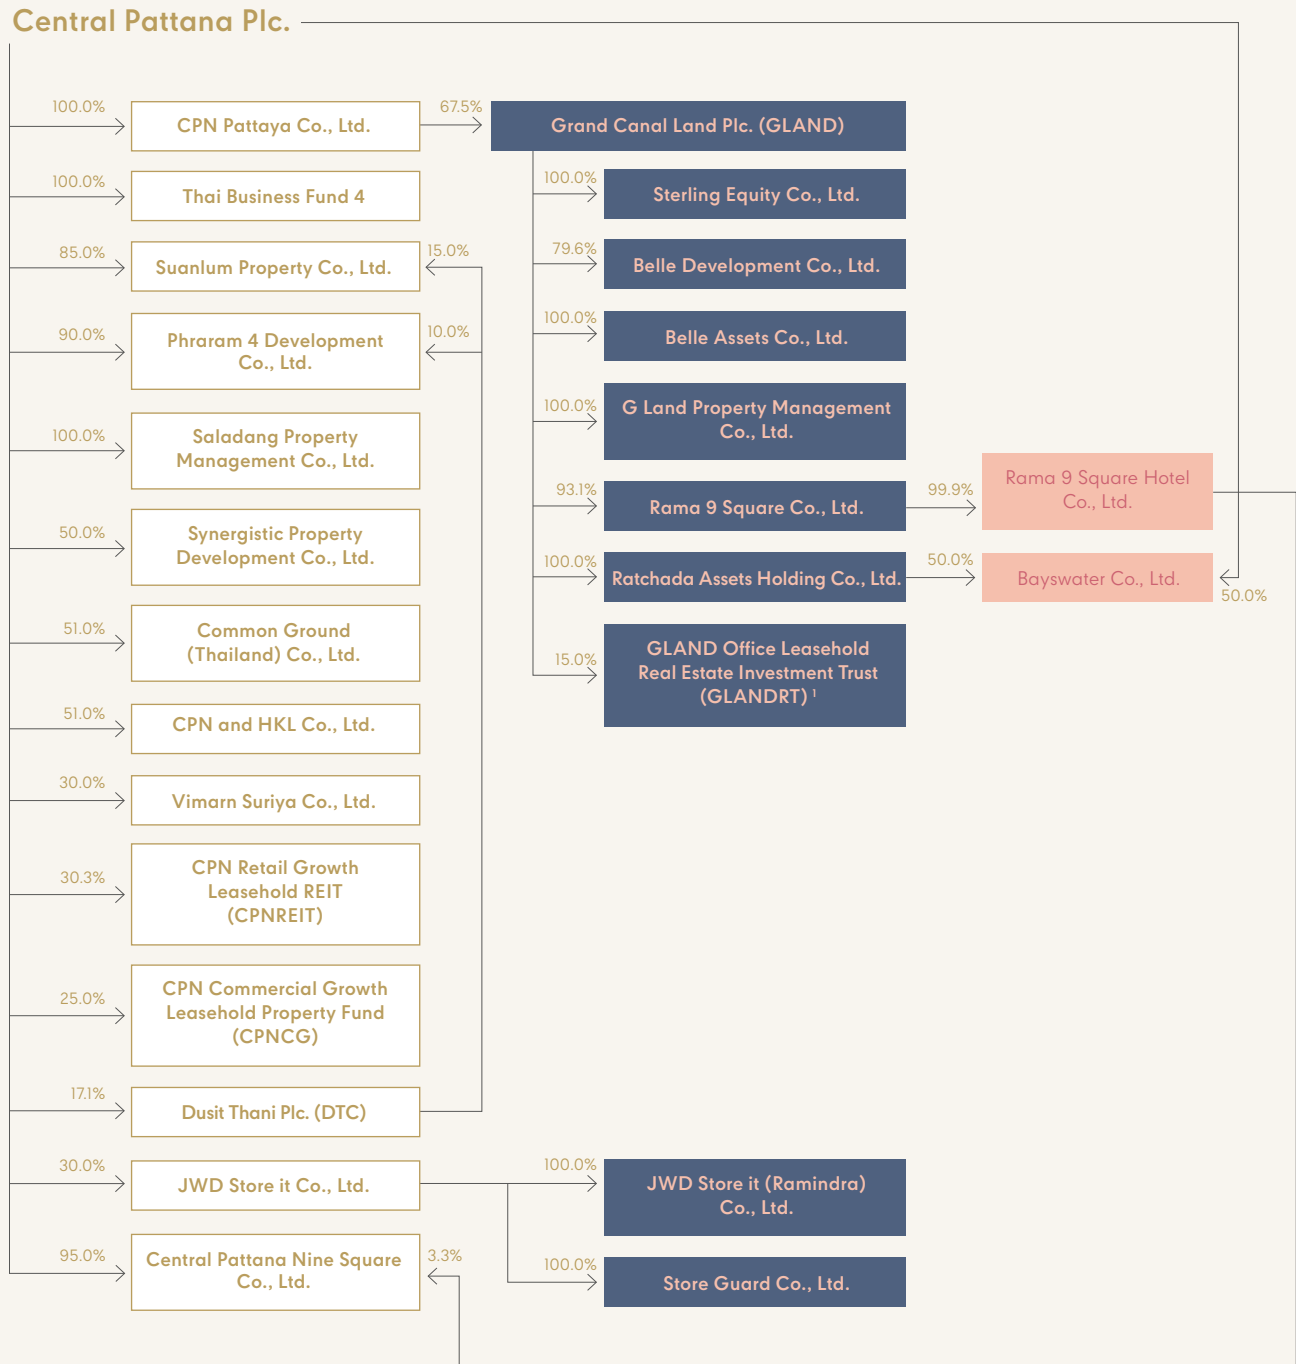 Central Pattana Plc.
100.0%
CPN Pattaya Co., Ltd.
67.5%
Grand Canal Land Plc. (GLAND)
100.0%
Thai Business Fund 4
100.0%
Sterling Equity Co., Ltd.
85.0%
Suanlum Property Co., Ltd.
15.0%
79.6%
Belle Development Co., Ltd.
90.0%
Phraram 4 Development
Co., Ltd.
10.0%
100.0%
Belle Assets Co., Ltd.
100.0%
Saladang Property
Management Co., Ltd.
100.0%
G Land Property Management
Co., Ltd.
50.0%
Synergistic Property
Development Co., Ltd.
93.1%
Rama 9 Square Co., Ltd.
99.9%
Rama 9 Square Hotel
Co., Ltd.
100.0%
Ratchada Assets Holding Co., Ltd.
50.0%
Bayswater Co., Ltd.
50.0%
51.0%
Common Ground
(Thailand) Co., Ltd.
15.0%
GLAND Office Leasehold
Real Estate Investment Trust
(GLANDRT) ¹
51.0%
CPN and HKL Co., Ltd.
30.0%
Vimarn Suriya Co., Ltd.
30.3%
CPN Retail Growth
Leasehold REIT
(CPNREIT)
25.0%
CPN Commercial Growth
Leasehold Property Fund
(CPNCG)
17.1%
Dusit Thani Plc. (DTC)
30.0%
JWD Store it Co., Ltd.
100.0%
JWD Store it (Ramindra)
Co., Ltd.
95.0%
Central Pattana Nine Square
Co., Ltd.
3.3%
100.0%
Store Guard Co., Ltd.